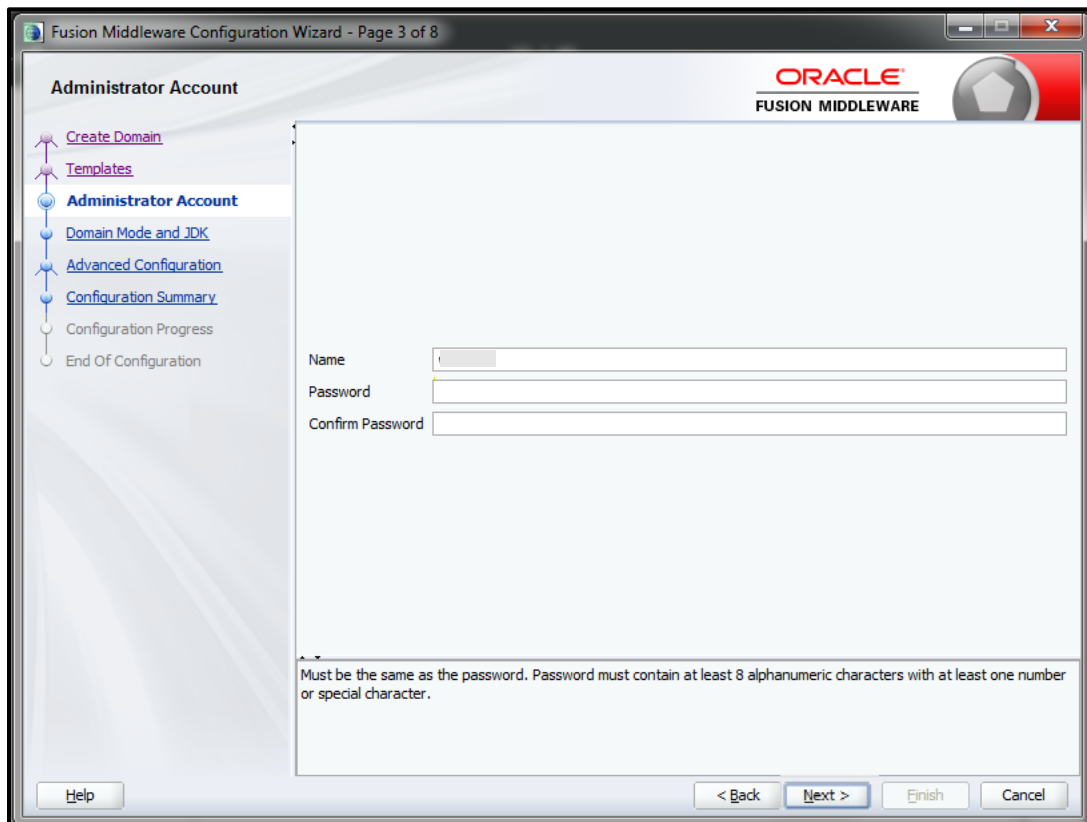 Fusion Middleware Configuration Wizard - Page 3 of 8
Administrator Account
ORACLE
FUSION MIDDLEWARE
Create Domain
Templates
Administrator Account
Domain Mode and JDK
Advanced Configuration
Configuration Summary
Configuration Progress
End Of Configuration
Name
Password
Confirm Password
Must be the same as the password. Password must contain at least 8 alphanumeric characters with at least one number
or special character.
Help
< Back
Next >
Finish
Cancel